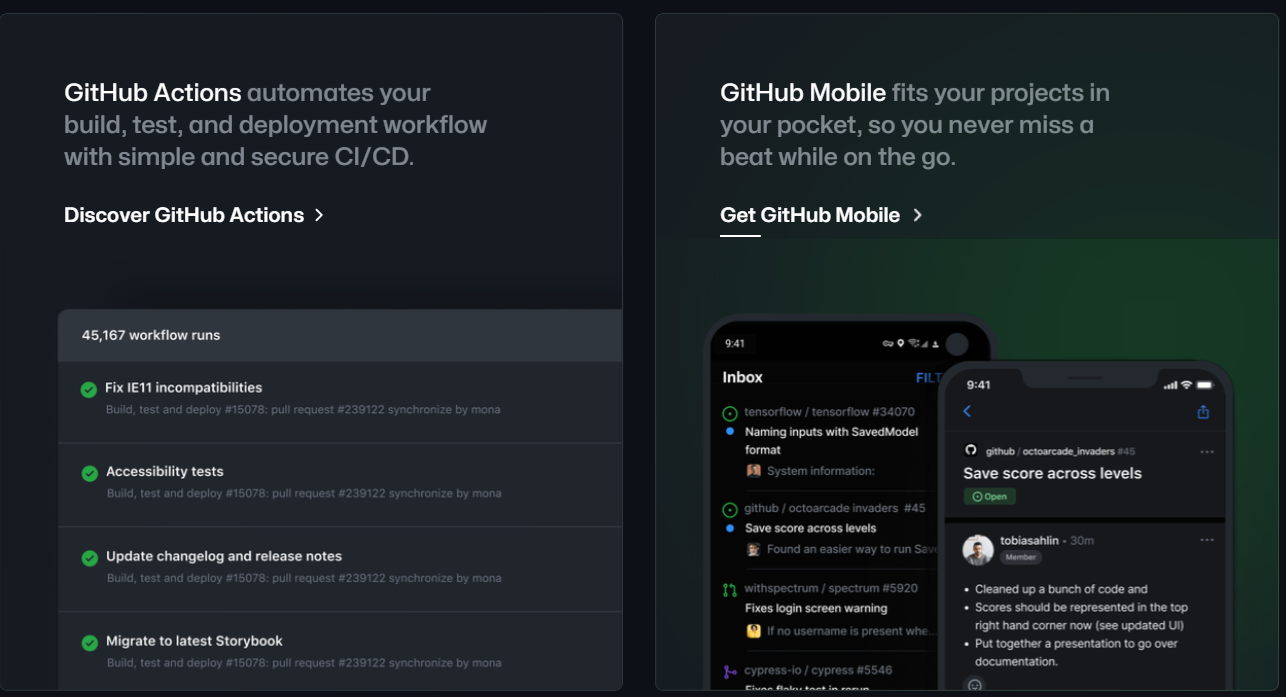 GitHub Actions automates your
build, test, and deployment workflow
with simple and secure CI/CD.
Discover GitHub Actions
45,167 workflow runs
Fix IE11 incompatibilities
Build, test and deploy #15078: pull request #239122 synchronize by mona
Accessibility tests
Build, test and deploy #15078: pull request #239122 synchronize by mona
Update changelog and release notes
Build, test and deploy #15078: pull request #239122 synchronize by mona
Migrate to latest Storybook
Build, test and deploy #15078: pull request #239122 synchronize by mona
GitHub Mobile fits your projects in
your pocket, so you never miss a
beat while on the go.
Get GitHub Mobile
9:41
Inbox FILT
tensorflow / tensorflow #34070
Naming inputs with SavedModel
format
System information:
github / octoarcade invaders #45
Save score across levels
Found an easier way to run Save
withspectrum / spectrum #5920
Fixes login screen warning
If no username is present whe...
cypress-io / cypress #5546
Fixes flaky test in rerun
9:41
github / octoarcade_invaders #45
Save score across levels
Open
tobiasahlin • 30m
Member
• Cleaned up a bunch of code and
• Scores should be represented in the top
right hand corner now (see updated UI)
• Put together a presentation to go over
documentation.